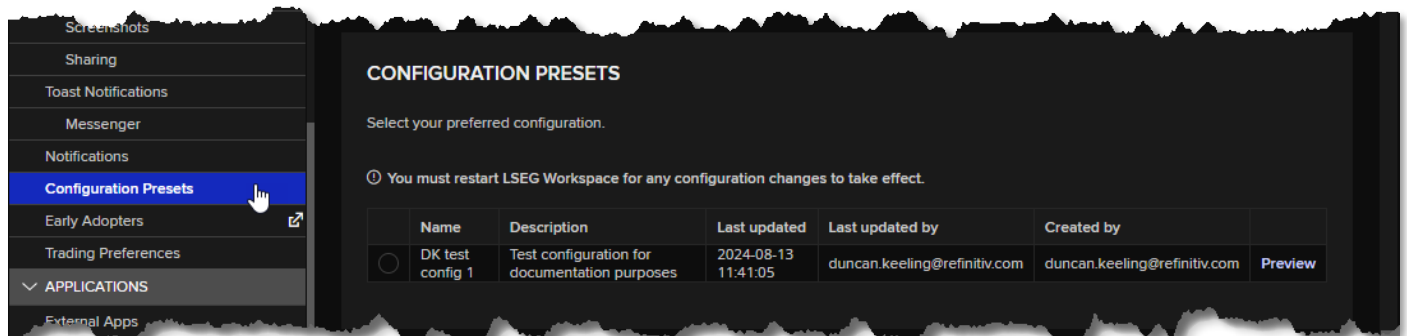 Screenshots
Sharing
Toast Notifications
Messenger
Notifications
Configuration Presets
Early Adopters
Trading Preferences
APPLICATIONS
External Apps
CONFIGURATION PRESETS
Select your preferred configuration.
You must restart LSEG Workspace for any configuration changes to take effect.
Name Description Last updated Last updated by Created by
DK test config 1 Test configuration for documentation purposes 2024-08-13 11:41:05 duncan.keeling@refinitiv.com duncan.keeling@refinitiv.com Preview